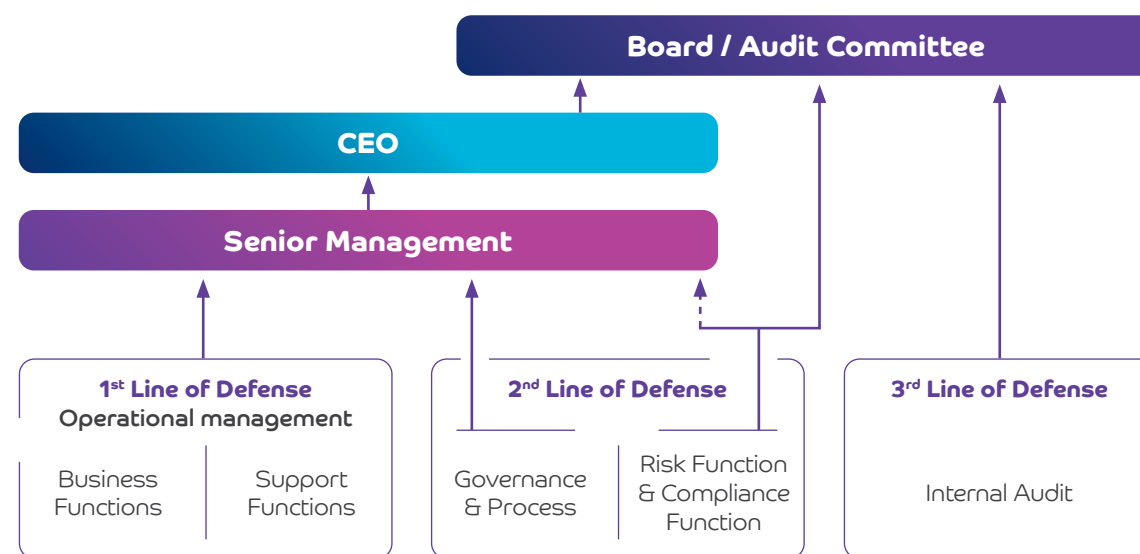 Board / Audit Committee
CEO
Senior Management
1st Line of Defense
Operational management
Business
Functions
Support
Functions
2nd Line of Defense
Governance
& Process
Risk Function
& Compliance
Function
3rd Line of Defense
Internal Audit